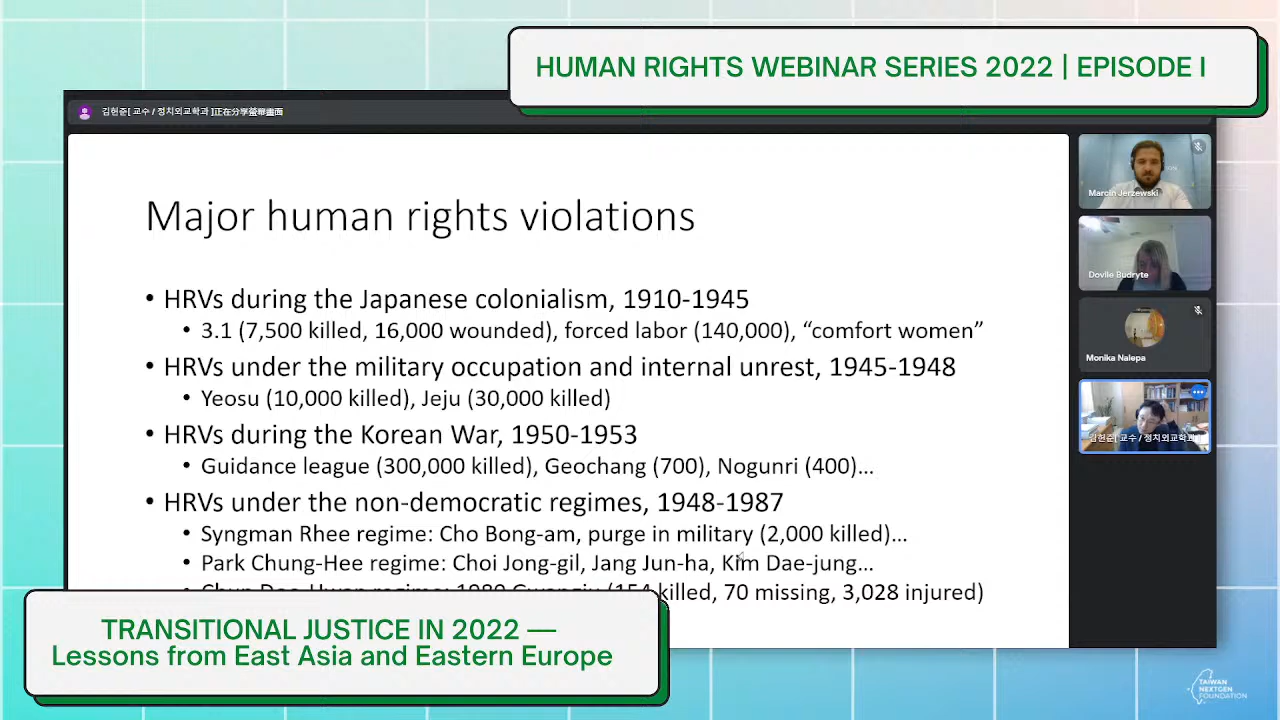 HUMAN RIGHTS WEBINAR SERIES 2022 | EPISODE I
김현준[ 교수 / 정치외교학과 ]正在分享螢幕畫面
Major human rights violations
• HRVs during the Japanese colonialism, 1910-1945
• 3.1 (7,500 killed, 16,000 wounded), forced labor (140,000), “comfort women”
• HRVs under the military occupation and internal unrest, 1945-1948
• Yeosu (10,000 killed), Jeju (30,000 killed)
• HRVs during the Korean War, 1950-1953
• Guidance league (300,000 killed), Geochang (700), Nogunri (400)...
• HRVs under the non-democratic regimes, 1948-1987
• Syngman Rhee regime: Cho Bong-am, purge in military (2,000 killed)...
• Park Chung-Hee regime: Choi Jong-gil, Jang Jun-ha, Kim Dae-jung...
killed, 70 missing, 3,028 injured)
Marcin Jerzewski
Dovile Budryte
Monika Nalepa
김현준[ 교수 / 정치외교학과
TRANSITIONAL JUSTICE IN 2022 —
Lessons from East Asia and Eastern Europe
TAIWAN
NEXTGEN
FOUNDATION